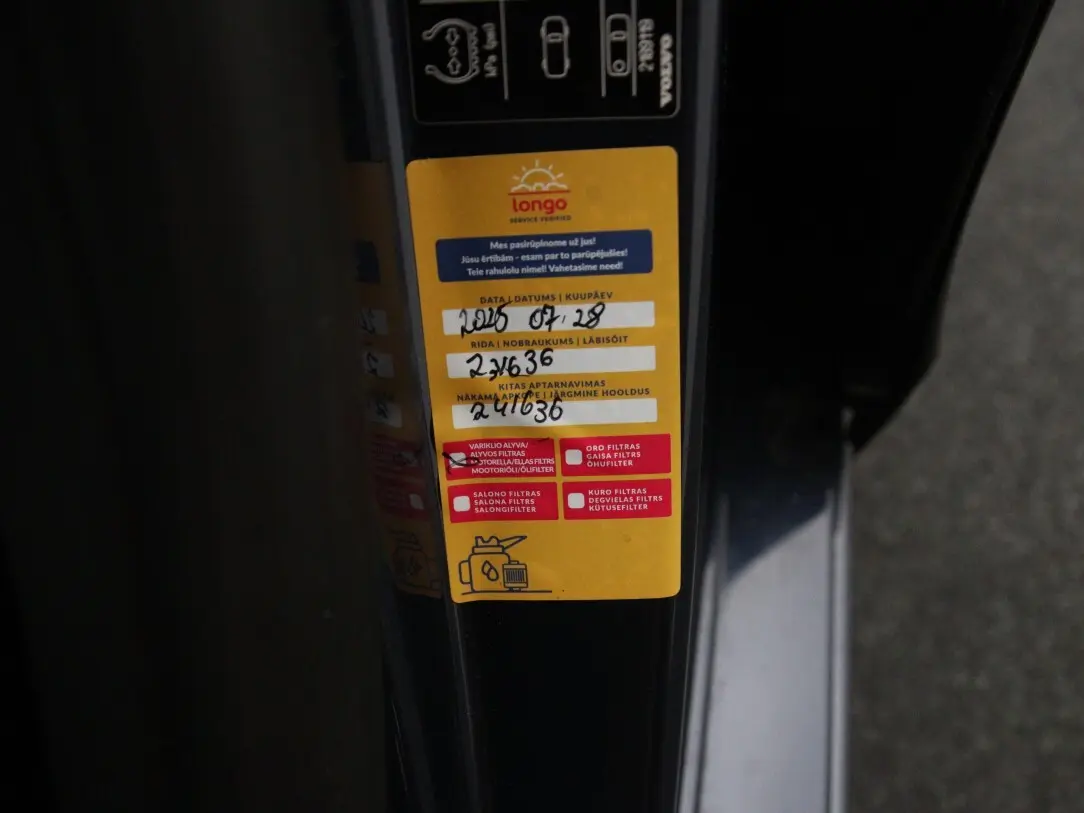 kPa (psi)
VOLVO
longo
SERVICE VERIFIED
Mes pasirūpinome už jus!
Jūsu ērtībām - esam par to parūpējušies!
Teie rahulolu nimel! Vahetasime need!
DATA | DATUMS | KUUPÄEV
2025 07. 28
RIDA | NOBRAUKUMS | LÄBISÕIT
231636
KITAS APTARNAVIMAS
NĀKAMĀ APKOPE | JÄRGMINE HOOLDUS
241636
VARIKLIO ALYVA/
ALYVOS FILTRAS
MOTORELLA/ELLAS FILTRS
MOOTORIÕLI/ÕLIFILTER
ORO FILTRAS
GAISA FILTRS
ÕHUFILTER
SALONO FILTRAS
SALONA FILTRS
SALONGIFILTER
KURO FILTRAS
DEGVIELAS FILTRS
KÜTUSEFILTER